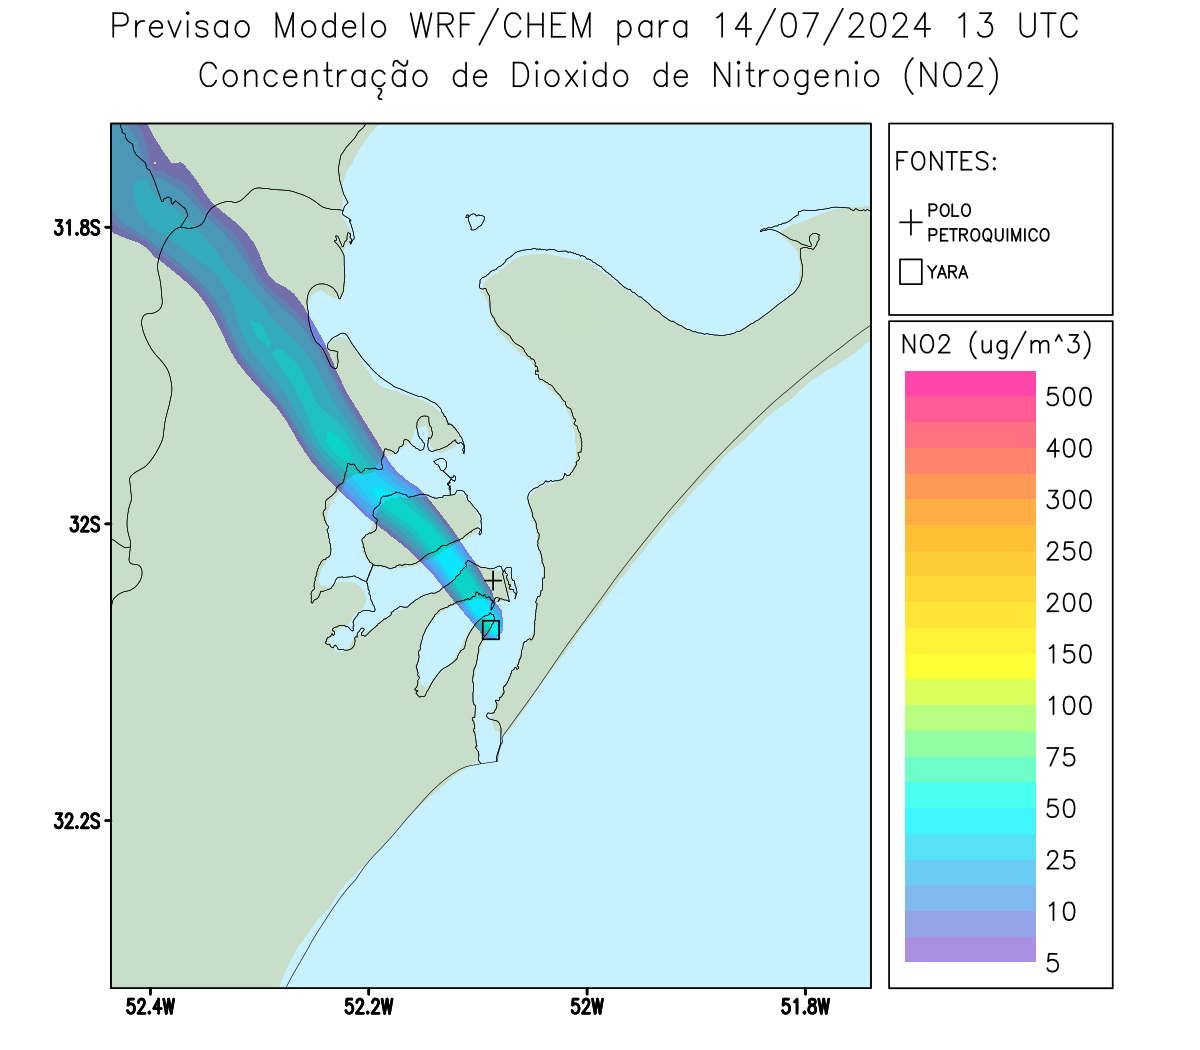 Previsao Modelo WRF/CHEM para 14/07/2024 13 UTC
Concentração de Dioxido de Nitrogenio (NO2)
FONTES:
POLO
PETROQUIMICO
YARA
31.8S
32S
32.2S
52.4W
52.2W
52W
51.8W
NO2 (ug/m^3)
500
400
300
250
200
150
100
75
50
25
10
5